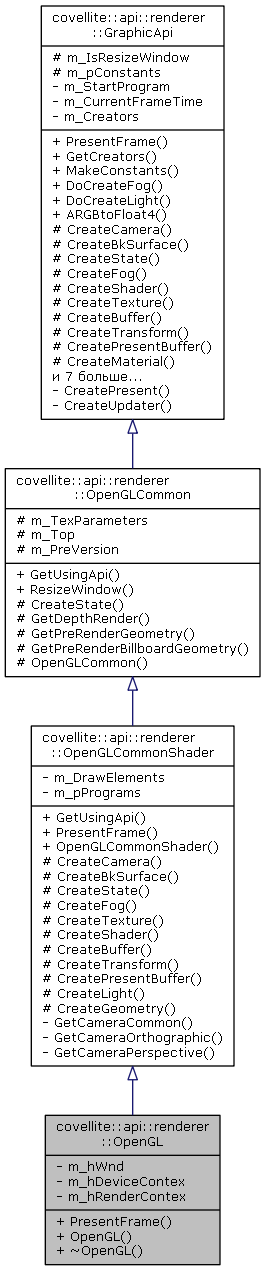 covellite::api::renderer
::GraphicApi
# m_IsResizeWindow
# m_pConstants
- m_StartProgram
- m_CurrentFrameTime
- m_Creators
+ PresentFrame()
+ GetCreators()
+ MakeConstants()
+ DoCreateFog()
+ DoCreateLight()
+ ARGBtoFloat4()
# CreateCamera()
# CreateBkSurface()
# CreateState()
# CreateFog()
# CreateShader()
# CreateTexture()
# CreateBuffer()
# CreateTransform()
# CreatePresentBuffer()
# CreateMaterial()
и 7 больше...
- CreatePresent()
- CreateUpdater()
covellite::api::renderer
::OpenGLCommon
# m_TexParameters
# m_Top
# m_PreVersion
+ GetUsingApi()
+ ResizeWindow()
# CreateState()
# GetDepthRender()
# GetPreRenderGeometry()
# GetPreRenderBillboardGeometry()
# OpenGLCommon()
covellite::api::renderer
::OpenGLCommonShader
- m_DrawElements
- m_pPrograms
+ GetUsingApi()
+ PresentFrame()
+ OpenGLCommonShader()
# CreateCamera()
# CreateBkSurface()
# CreateState()
# CreateFog()
# CreateTexture()
# CreateShader()
# CreateBuffer()
# CreateTransform()
# CreatePresentBuffer()
# CreateLight()
# CreateGeometry()
- GetCameraCommon()
- GetCameraOrthographic()
- GetCameraPerspective()
covellite::api::renderer
::OpenGL
- m_hWnd
- m_hDeviceContex
- m_hRenderContex
+ PresentFrame()
+ OpenGL()
+ ~OpenGL()